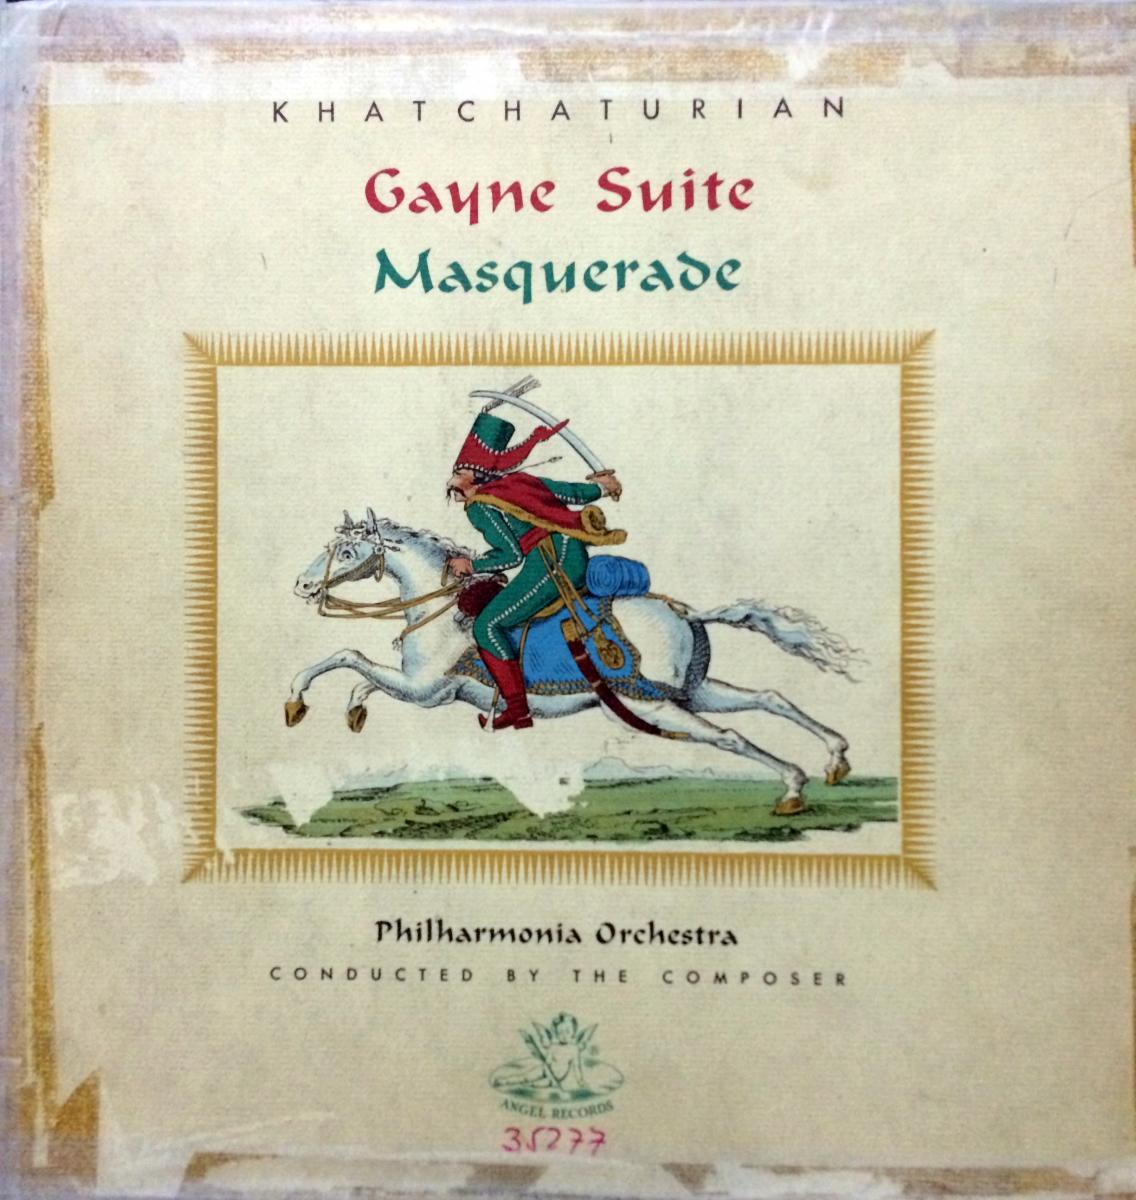 KHATCHATURIAN
Gayne Suite
Masquerade
Philharmonia Orchestra
CONDUCTED BY THE COMPOSER
ANGEL RECORDS
35277